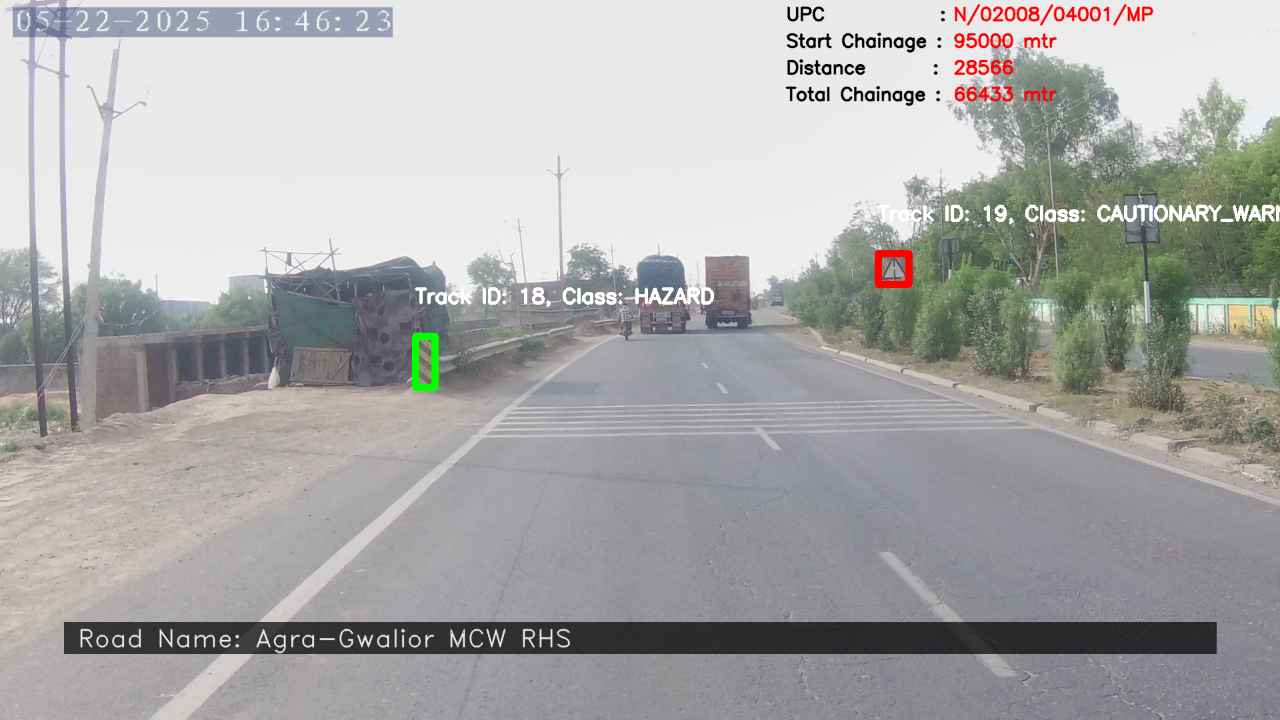 05-22-2025 16:46:23
UPC : N/02008/04001/MP
Start Chainage : 95000 mtr
Distance : 28566
Total Chainage : 66433 mtr
Track ID: 19, Class: CAUTIONARY_WARN
Track ID: 18, Class: HAZARD
Road Name: Agra-Gwalior MCW RHS